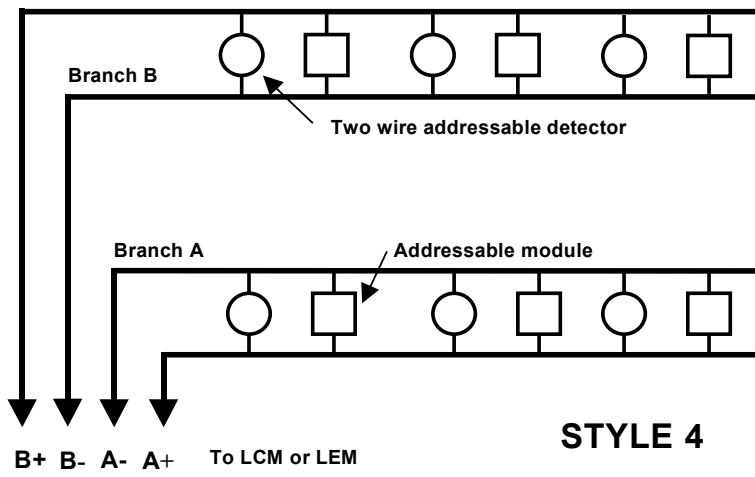 Branch B
Two wire addressable detector
Branch A
Addressable module
STYLE 4
B+ B- A- A+
To LCM or LEM